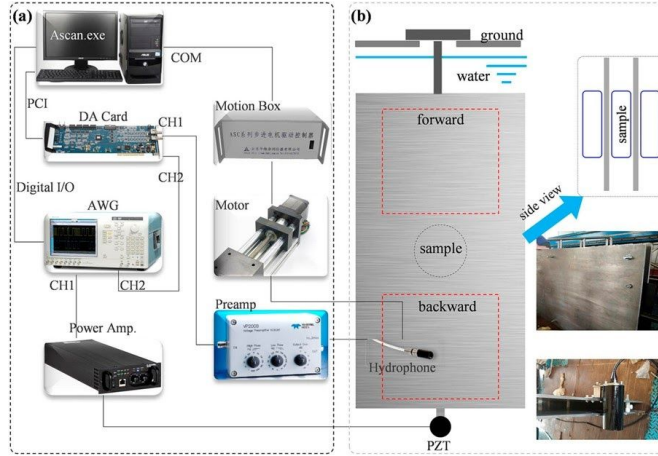 (a)
Ascan.exe
COM
PCI
DA Card
CH1
Motion Box
CH2
Digital I/O
AWG
Motor
CH1
CH2
Preamp
Power Amp.
(b)
ground
water
forward
sample
side view
sample
backward
Hydrophone
PZT